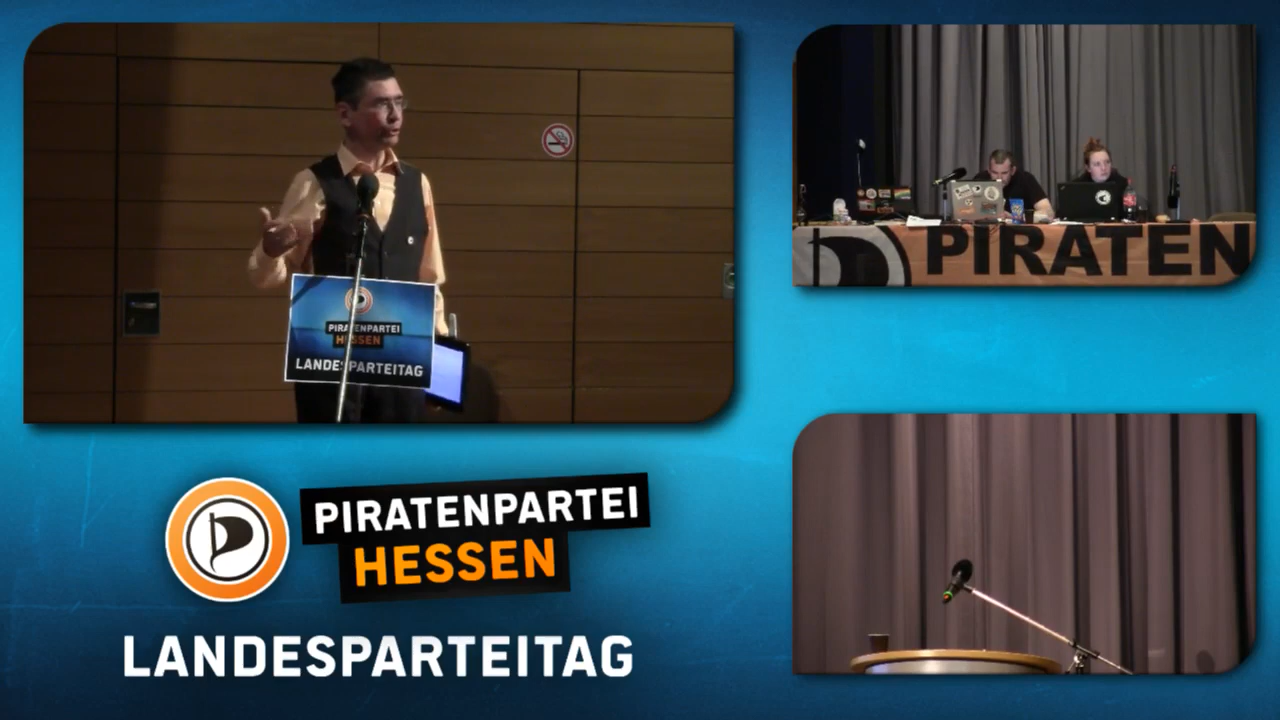 PIRATENPARTEI
HESSEN
LANDESPARTEITAG
PIRATEN
PIRATENPARTEI
HESSEN
LANDESPARTEITAG